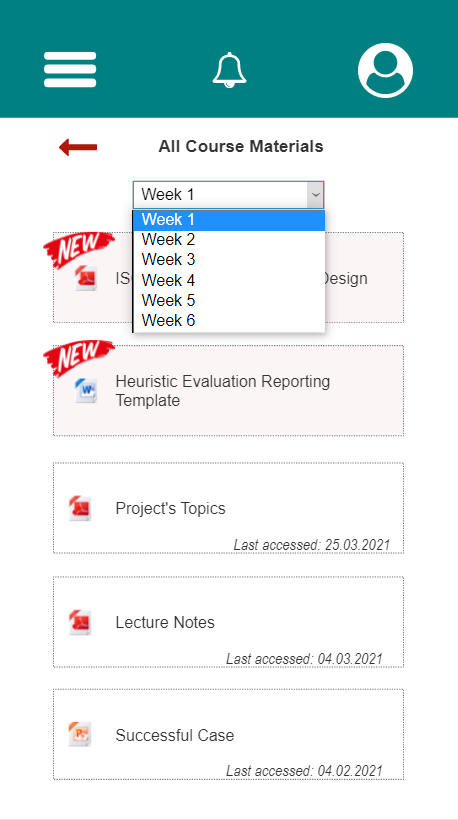 All Course Materials
Week 1
Week 1
Week 2
Week 3
Week 4
Week 5
Week 6
NEW
Design
NEW
Heuristic Evaluation Reporting
Template
Project's Topics
Last accessed: 25.03.2021
Lecture Notes
Last accessed: 04.03.2021
Successful Case
Last accessed: 04.02.2021